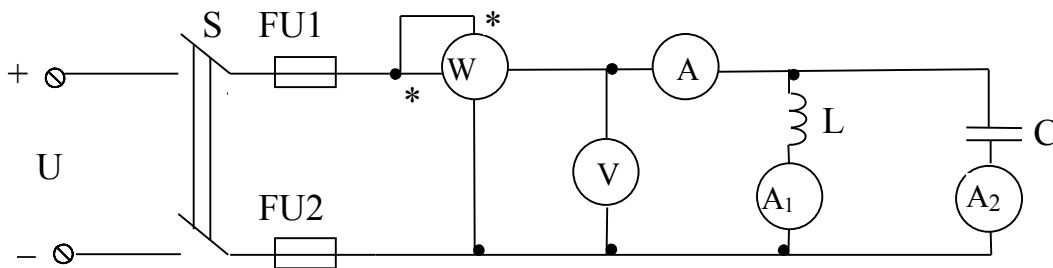 S FU1 * W * A
+
U
V
L
C
A₁ A₂
FU2
–